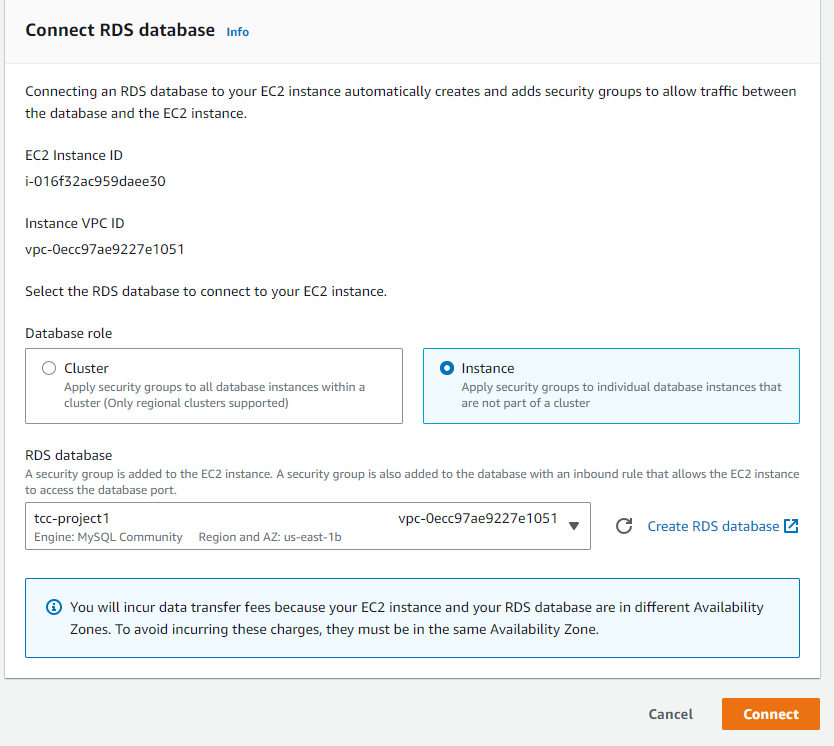 Connect RDS database Info
Connecting an RDS database to your EC2 instance automatically creates and adds security groups to allow traffic between
the database and the EC2 instance.
EC2 Instance ID
i-016f32ac959daee30
Instance VPC ID
vpc-0ecc97ae9227e1051
Select the RDS database to connect to your EC2 instance.
Database role
Cluster
Apply security groups to all database instances within a
cluster (Only regional clusters supported)
Instance
Apply security groups to individual database instances that
are not part of a cluster
RDS database
A security group is added to the EC2 instance. A security group is also added to the database with an inbound rule that allows the EC2 instance
to access the database port.
tcc-project1 vpc-0ecc97ae9227e1051
Engine: MySQL Community Region and AZ: us-east-1b
Create RDS database
You will incur data transfer fees because your EC2 instance and your RDS database are in different Availability
Zones. To avoid incurring these charges, they must be in the same Availability Zone.
Cancel Connect